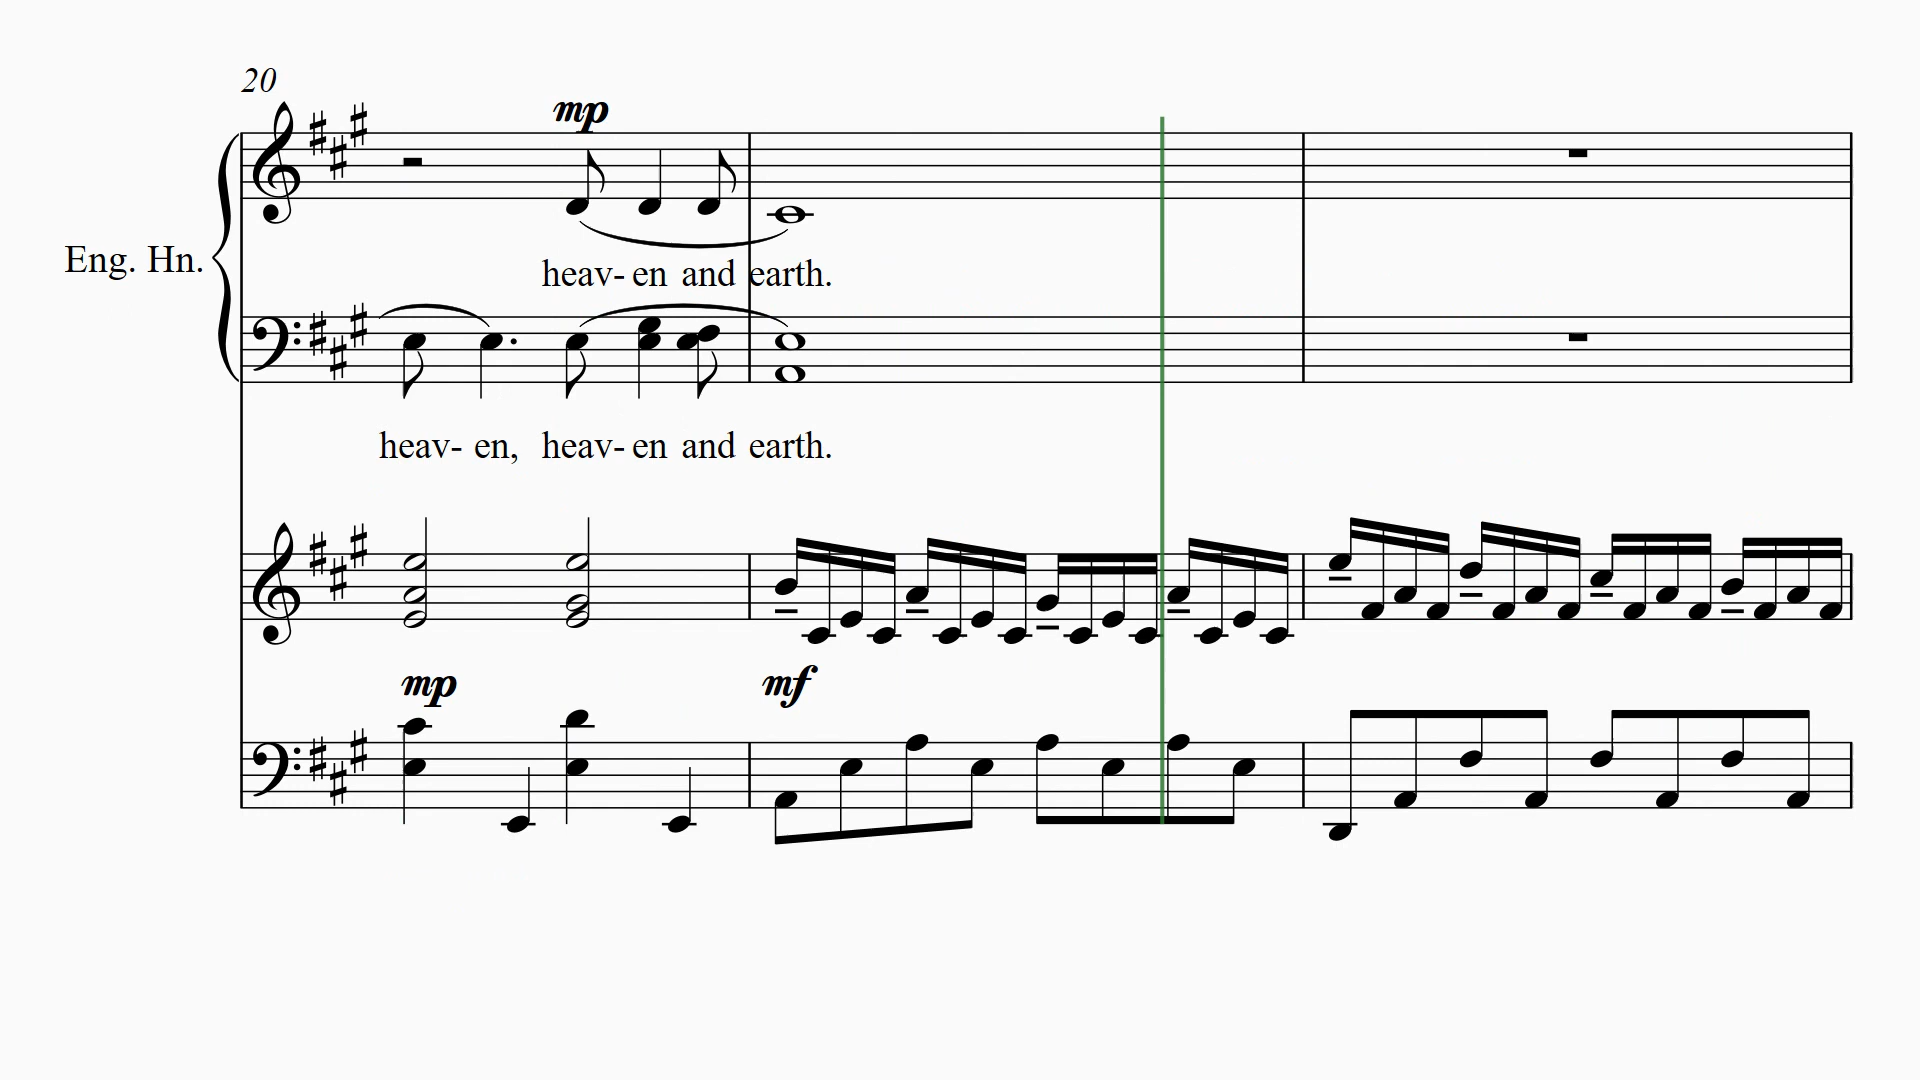 20
mp
Eng. Hn.
heav- en and earth.
heav- en, heav- en and earth.
mp mf